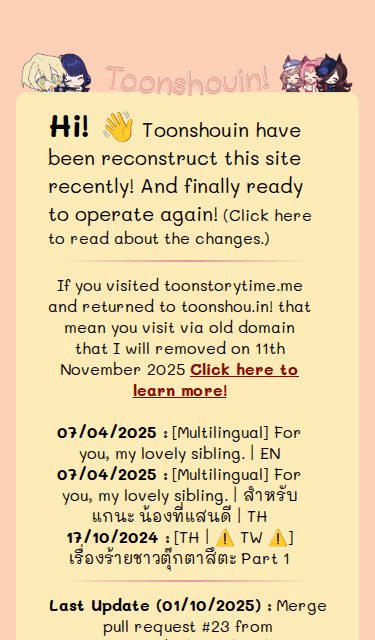 Toonshouin!
Hi! 👋 Toonshouin have
been reconstruct this site
recently! And finally ready
to operate again! (Click here
to read about the changes.)
If you visited toonstorytime.me
and returned to toonshou.in! that
mean you visit via old domain
that I will removed on 11th
November 2025 Click here to
learn more!
07/04/2025 : [Multilingual] For
you, my lovely sibling. | EN
07/04/2025 : [Multilingual] For
you, my lovely sibling. | สำหรับ
แกนะ น้องที่แสนดี | TH
17/10/2024 : [TH | ⚠️ TW ⚠️]
เรื่องร้ายชาวตุ๊กตาสึตะ Part 1
Last Update (01/10/2025) : Merge
pull request #23 from